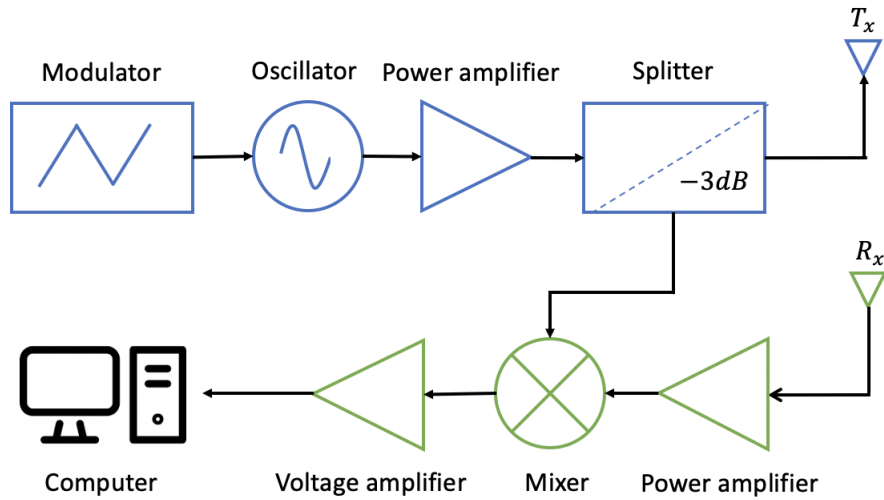 T_x
Modulator
Oscillator
Power amplifier
Splitter
−3dB
R_x
Computer
Voltage amplifier
Mixer
Power amplifier